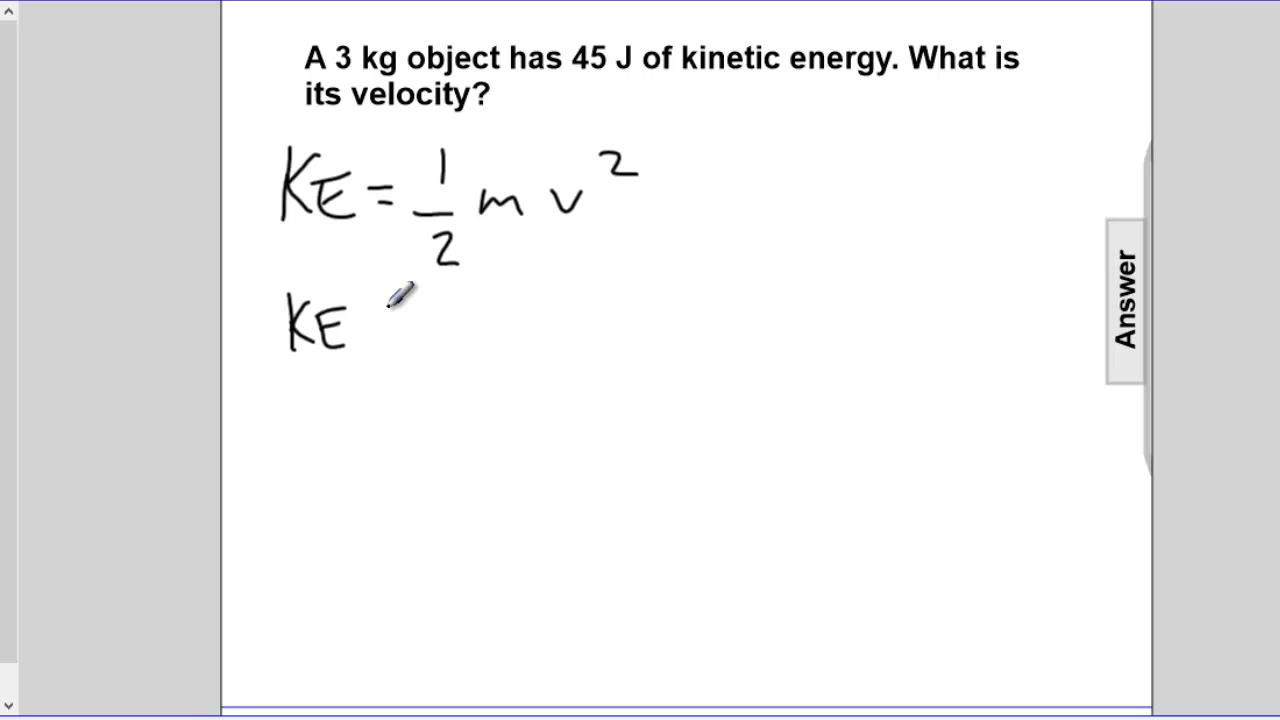 A 3 kg object has 45 J of kinetic energy. What is
its velocity?
KE = 1/2 m v²
KE
Answer